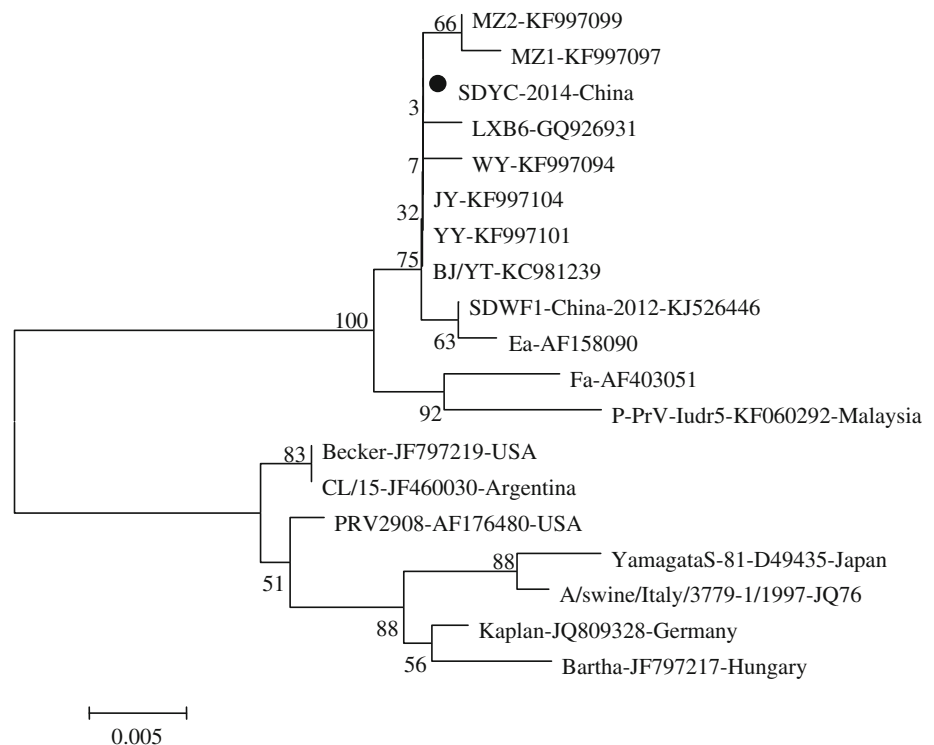 66
MZ2-KF997099
MZ1-KF997097
SDYC-2014-China
3
LXB6-GQ926931
7
WY-KF997094
JY-KF997104
32
YY-KF997101
75
BJ/YT-KC981239
SDWF1-China-2012-KJ526446
100
63
Ea-AF158090
Fa-AF403051
92
P-PrV-Iudr5-KF060292-Malaysia
83
Becker-JF797219-USA
CL/15-JF460030-Argentina
PRV2908-AF176480-USA
88
YamagataS-81-D49435-Japan
51
A/swine/Italy/3779-1/1997-JQ76
88
Kaplan-JQ809328-Germany
56
Bartha-JF797217-Hungary
0.005